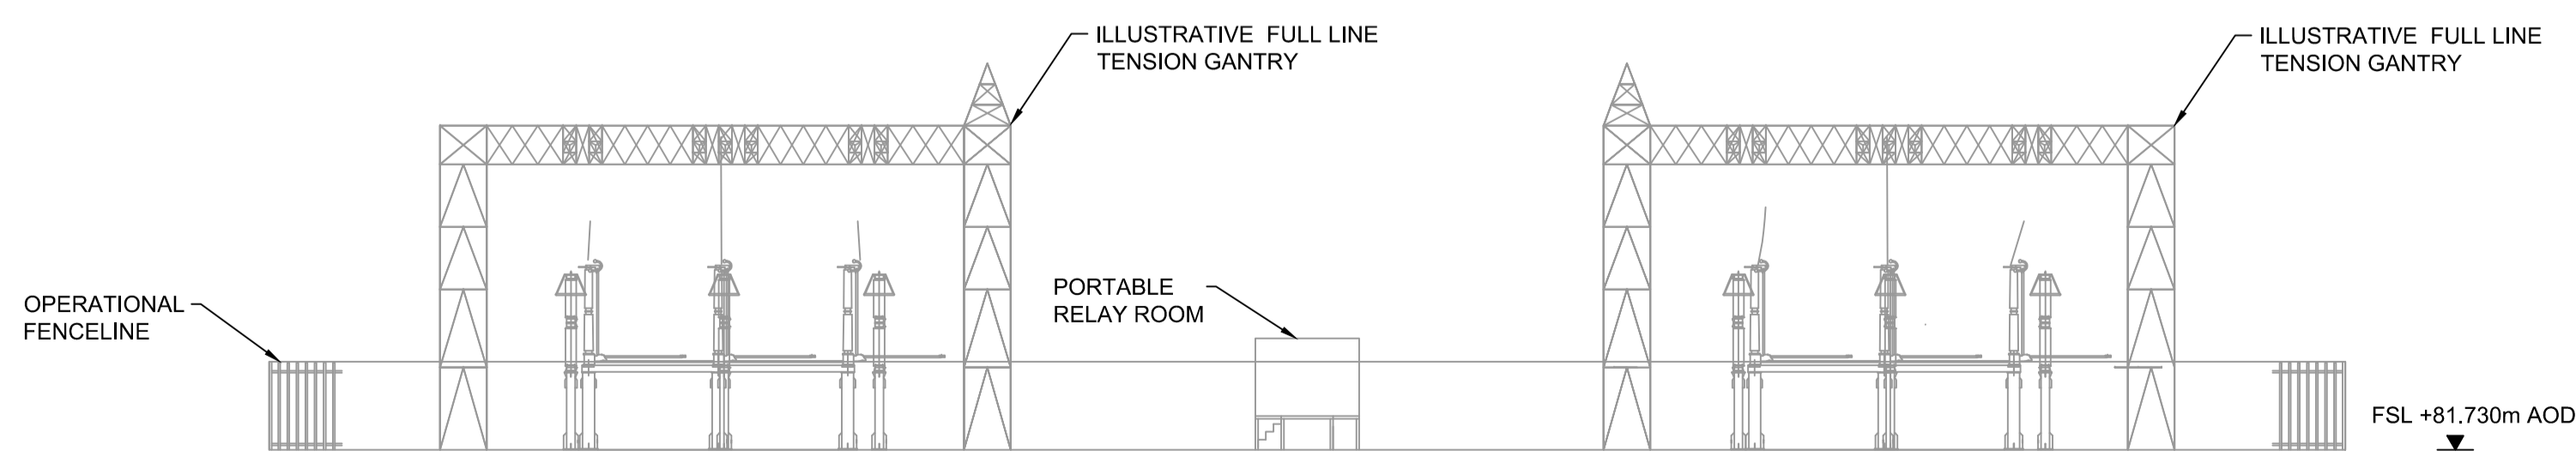 ILLUSTRATIVE FULL LINE
TENSION GANTRY
ILLUSTRATIVE FULL LINE
TENSION GANTRY
OPERATIONAL
FENCELINE
PORTABLE
RELAY ROOM
FSL +81.730m AOD